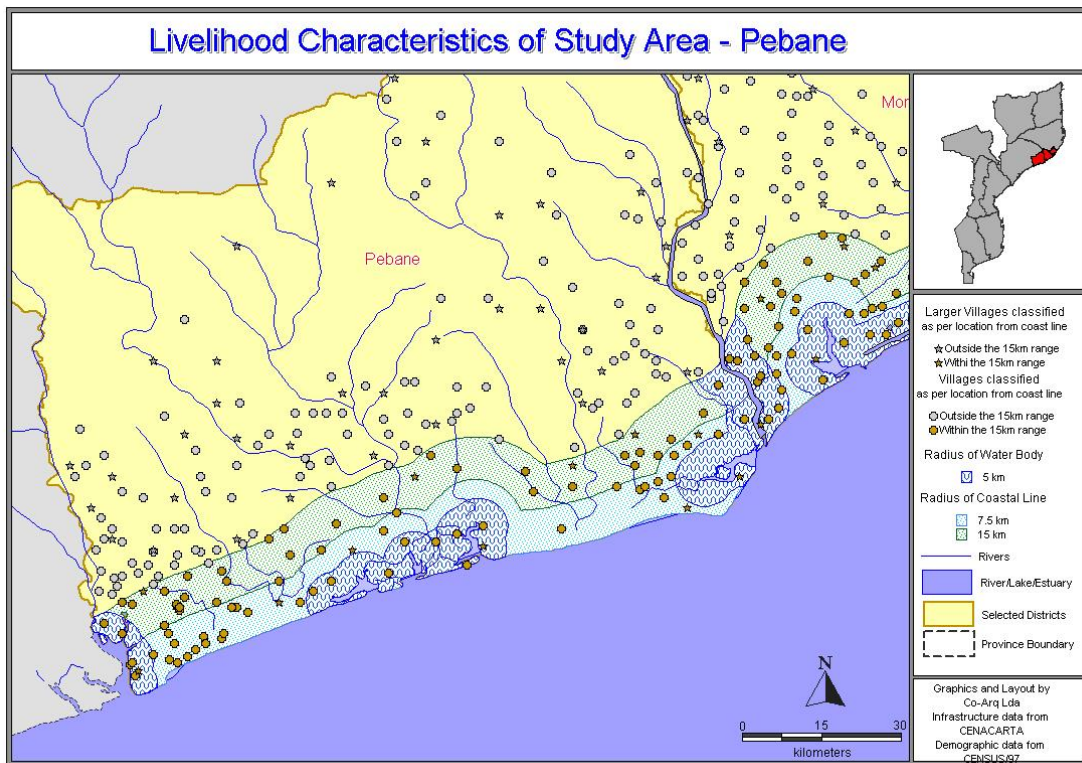 Livelihood Characteristics of Study Area - Pebane
Mor
Pebane
Larger Villages classified
as per location from coast line
Outside the 15km range
Withi the 15km range
Villages classified
as per location from coast line
Outside the 15km range
Within the 15km range
Radius of Water Body
5 km
Radius of Coastal Line
7.5 km
15 km
Rivers
River/Lake/Estuary
Selected Districts
Province Boundary
N
0 15 30
kilometers
Graphics and Layout by
Co-Arq Lda
Infrastructure data from
CENACARTA
Demographic data fom
CENSUS/97